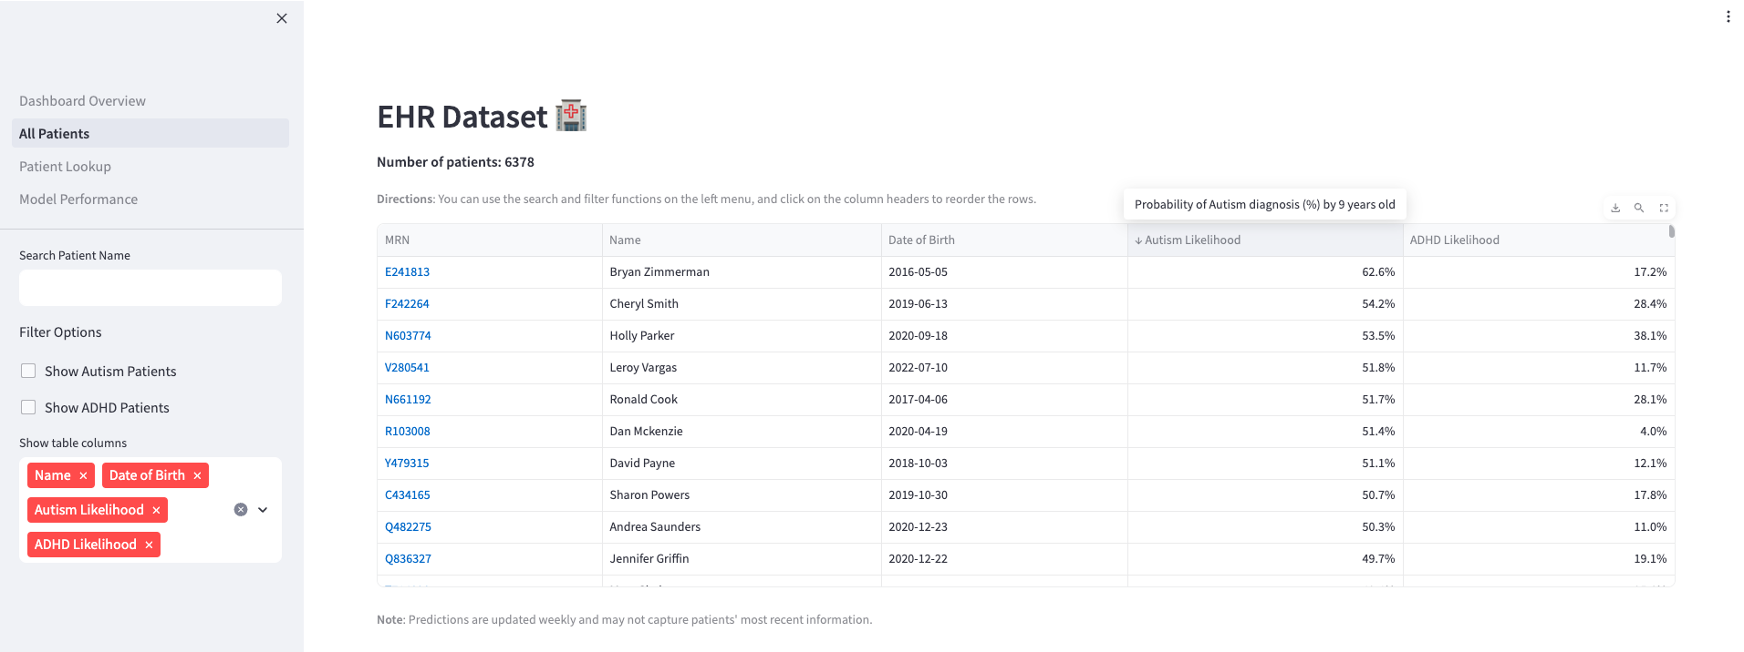 Dashboard Overview
All Patients
Patient Lookup
Model Performance
Search Patient Name
Filter Options
Show Autism Patients
Show ADHD Patients
Show table columns
Name × Date of Birth ×
Autism Likelihood ×
ADHD Likelihood ×
EHR Dataset
Number of patients: 6378
Directions: You can use the search and filter functions on the left menu, and click on the column headers to reorder the rows.
Probability of Autism diagnosis (%) by 9 years old
MRN Name Date of Birth ↓ Autism Likelihood ADHD Likelihood
E241813 Bryan Zimmerman 2016-05-05 62.6% 17.2%
F242264 Cheryl Smith 2019-06-13 54.2% 28.4%
N603774 Holly Parker 2020-09-18 53.5% 38.1%
V280541 Leroy Vargas 2022-07-10 51.8% 11.7%
N661192 Ronald Cook 2017-04-06 51.7% 28.1%
R103008 Dan Mckenzie 2020-04-19 51.4% 4.0%
Y479315 David Payne 2018-10-03 51.1% 12.1%
C434165 Sharon Powers 2019-10-30 50.7% 17.8%
Q482275 Andrea Saunders 2020-12-23 50.3% 11.0%
Q836327 Jennifer Griffin 2020-12-22 49.7% 19.1%
Note: Predictions are updated weekly and may not capture patients' most recent information.